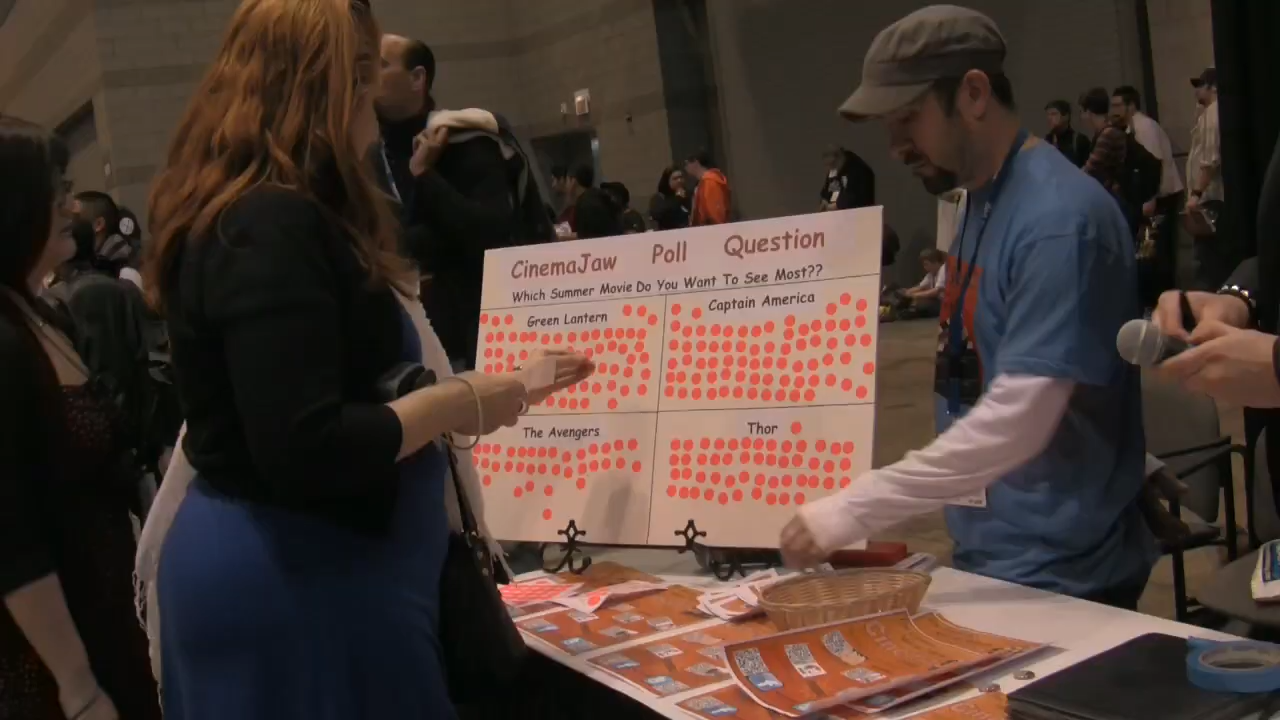 CinemaJaw Poll Question
Which Summer Movie Do You Want To See Most??
Green Lantern
Captain America
The Avengers
Thor